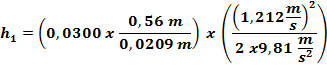 h₁ = (0,0300 x 0,56 m / 0,0209 m) x ((1,212 m/s)² / 2 x9,81 m/s²)